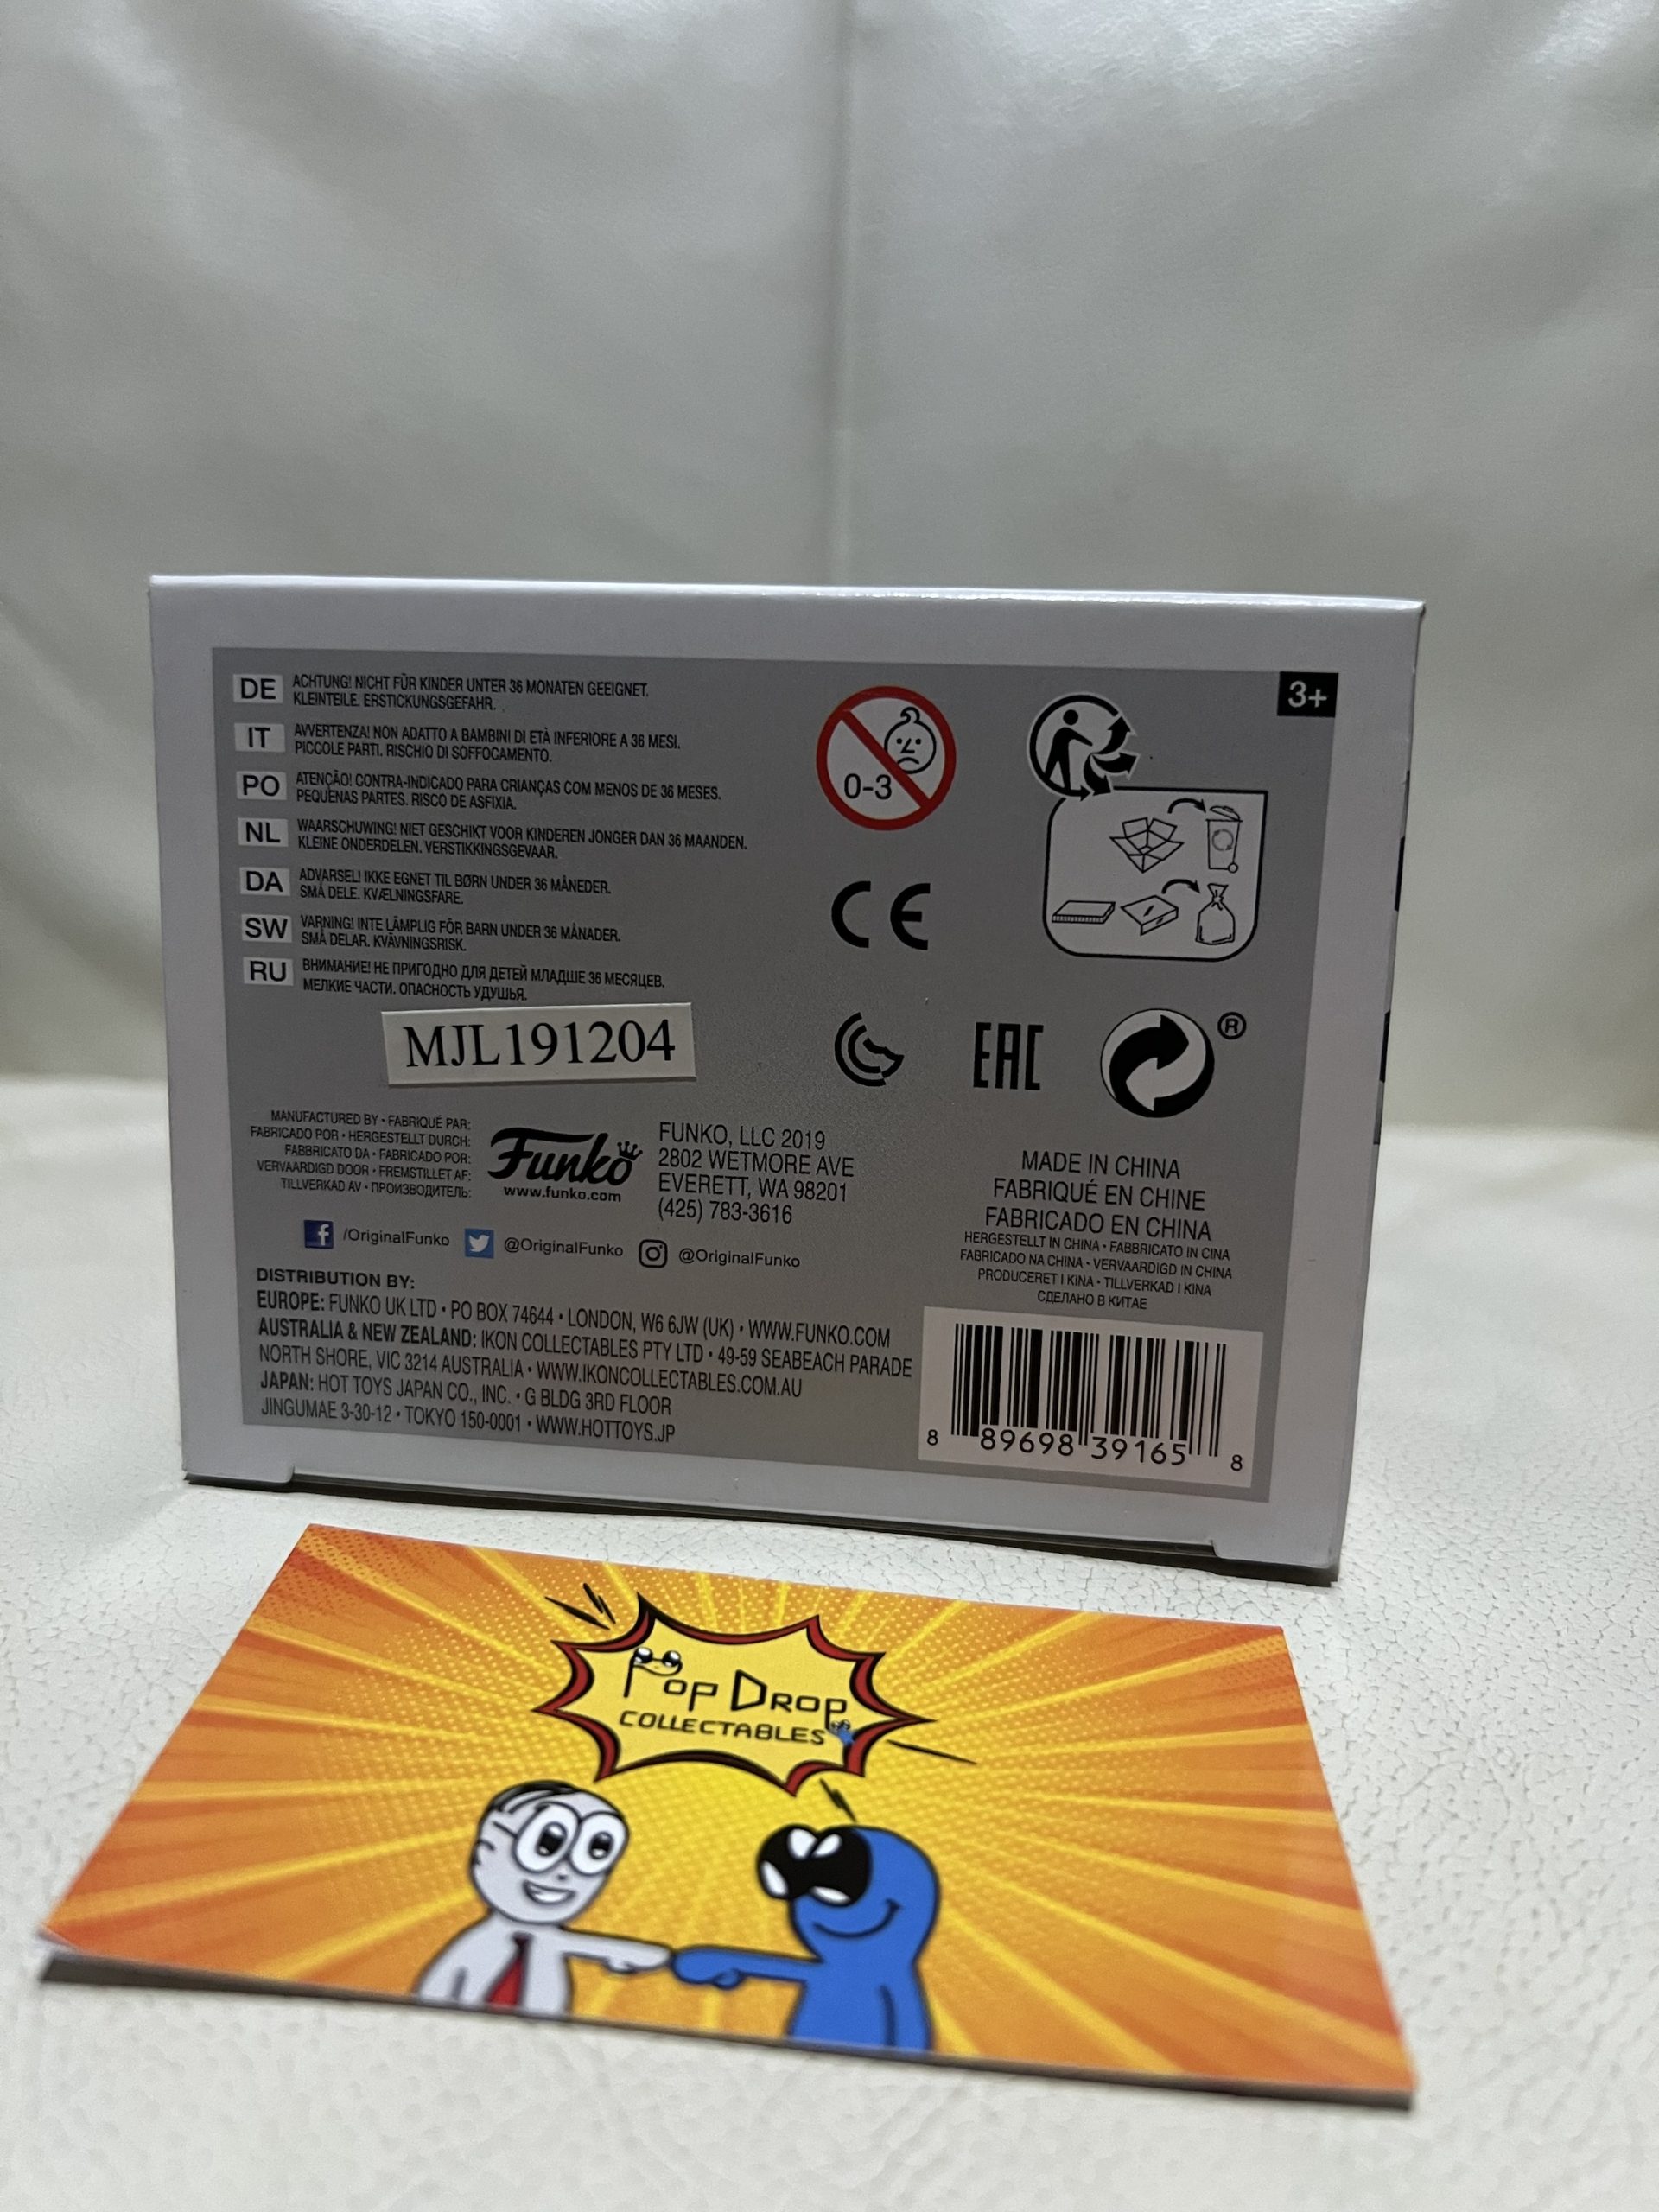 DE ACHTUNG! NICHT FÜR KINDER UNTER 36 MONATEN GEEIGNET.
KLEINTEILE. ERSTICKUNGSGEFAHR.
IT AVVERTENZA! NON ADATTO A BAMBINI DI ETÀ INFERIORE A 36 MESI.
PICCOLE PARTI. RISCHIO DI SOFFOCAMENTO.
PO ATENÇÃO! CONTRA-INDICADO PARA CRIANÇAS COM MENOS DE 36 MESES.
PEQUENAS PARTES. RISCO DE ASFIXIA.
NL WAARSCHUWING! NIET GESCHIKT VOOR KINDEREN JONGER DAN 36 MAANDEN.
KLEINE ONDERDELEN. VERSTIKKINGSGEVAAR.
DA ADVARSEL! IKKE EGNET TIL BØRN UNDER 36 MÅNEDER.
SMÅ DELE. KVÆLNINGSFARE.
SW VARNING! INTE LÄMPLIG FÖR BARN UNDER 36 MÅNADER.
SMÅ DELAR. KVÄVNINGSRISK.
RU ВНИМАНИЕ! НЕ ПРИГОДНО ДЛЯ ДЕТЕЙ МЛАДШЕ 36 МЕСЯЦЕВ.
МЕЛКИЕ ЧАСТИ. ОПАСНОСТЬ УДУШЬЯ.
0-3
3+
CE
EAC
®
MJL191204
MANUFACTURED BY • FABRIQUÉ PAR:
FABRICADO POR • HERGESTELLT DURCH:
FABBRICATO DA • FABRICADO POR:
VERVAARDIGD DOOR • FREMSTILLET AF:
TILLVERKAD AV • ПРОИЗВОДИТЕЛЬ:
Funko
www.funko.com
FUNKO, LLC 2019
2802 WETMORE AVE
EVERETT, WA 98201
(425) 783-3616
/OriginalFunko @OriginalFunko @OriginalFunko
MADE IN CHINA
FABRIQUÉ EN CHINE
FABRICADO EN CHINA
HERGESTELLT IN CHINA • FABBRICATO IN CINA
FABRICADO NA CHINA • VERVAARDIGD IN CHINA
PRODUCERET I KINA • TILLVERKAD I KINA
СДЕЛАНО В КИТАЕ
DISTRIBUTION BY:
EUROPE: FUNKO UK LTD • PO BOX 74644 • LONDON, W6 6JW (UK) • WWW.FUNKO.COM
AUSTRALIA & NEW ZEALAND: IKON COLLECTABLES PTY LTD • 49-59 SEABEACH PARADE
NORTH SHORE, VIC 3214 AUSTRALIA • WWW.IKONCOLLECTABLES.COM.AU
JAPAN: HOT TOYS JAPAN CO., INC. • G BLDG 3RD FLOOR
JINGUMAE 3-30-12 • TOKYO 150-0001 • WWW.HOTTOYS.JP
8 89698 39165 8
POP DROP
COLLECTABLES